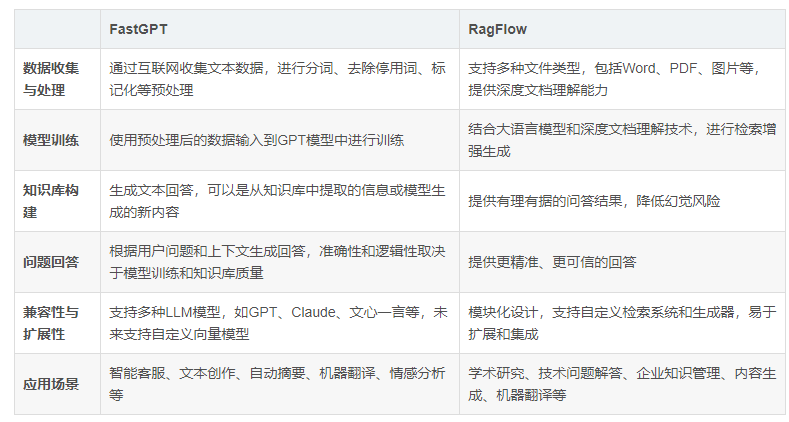 FastGPT
RagFlow
数据收集
与处理
通过互联网收集文本数据，进行分词、去除停用词、标
记化等预处理
支持多种文件类型，包括Word、PDF、图片等，
提供深度文档理解能力
模型训练
使用预处理后的数据输入到GPT模型中进行训练
结合大语言模型和深度文档理解技术，进行检索增
强生成
知识库构
建
生成文本回答，可以是从知识库中提取的信息或模型生
成的新内容
提供有理有据的问答结果，降低幻觉风险
问题回答
根据用户问题和上下文生成回答，准确性和逻辑性取决
于模型训练和知识库质量
提供更精准、更可信的回答
兼容性与
扩展性
支持多种LLM模型，如GPT、Claude、文心一言等，未
来支持自定义向量模型
模块化设计，支持自定义检索系统和生成器，易于
扩展和集成
应用场景
智能客服、文本创作、自动摘要、机器翻译、情感分析
等
学术研究、技术问题解答、企业知识管理、内容生
成、机器翻译等